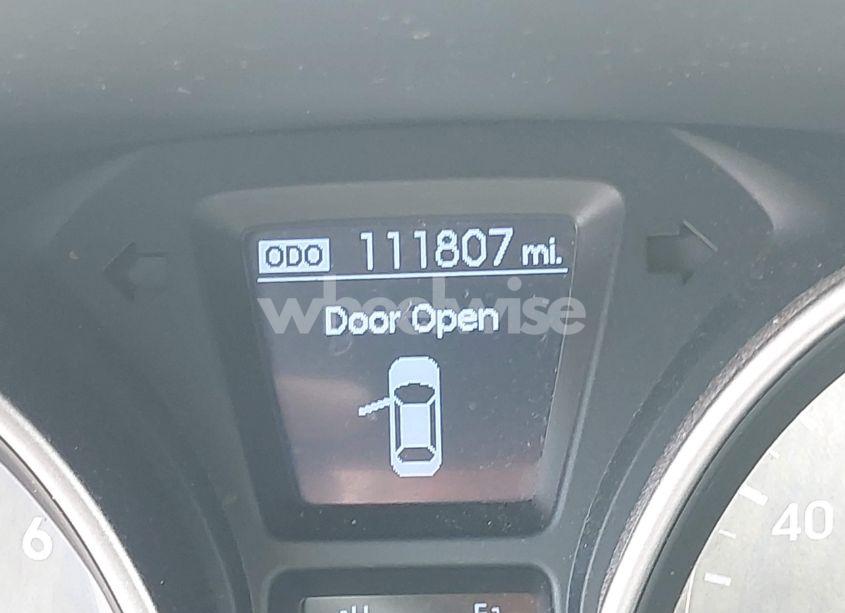 ODO 111807 mi.
wheelwise
Door Open
6
40